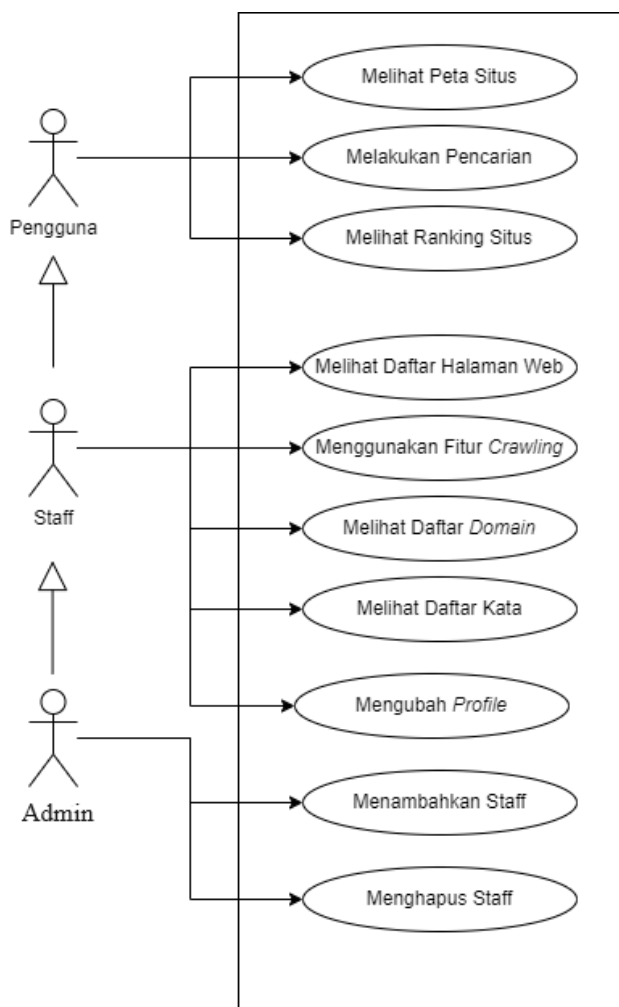 Melihat Peta Situs
Melakukan Pencarian
Pengguna
Melihat Ranking Situs
Melihat Daftar Halaman Web
Menggunakan Fitur Crawling
Staff
Melihat Daftar Domain
Melihat Daftar Kata
Mengubah Profile
Admin
Menambahkan Staff
Menghapus Staff